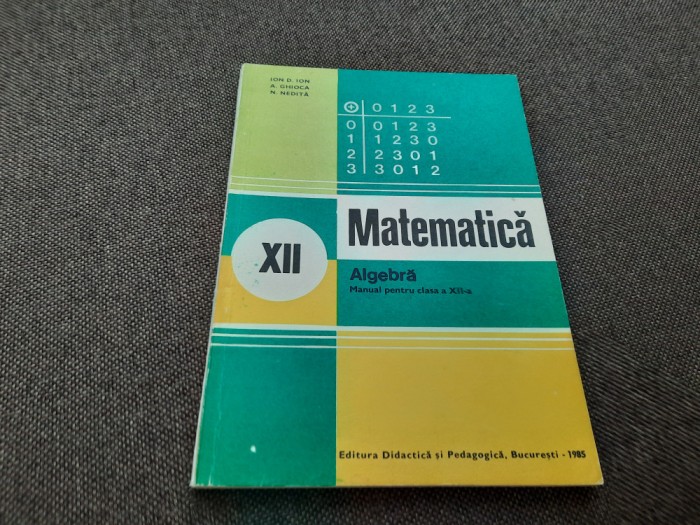 ION D. ION
A. GHIOCA
N. NEDIȚĂ
⊕ 0 1 2 3
0 0 1 2 3
1 1 2 3 0
2 2 3 0 1
3 3 0 1 2
XII
Matematică
Algebră
Manual pentru clasa a XII-a
Editura Didactică și Pedagogică, București - 1985